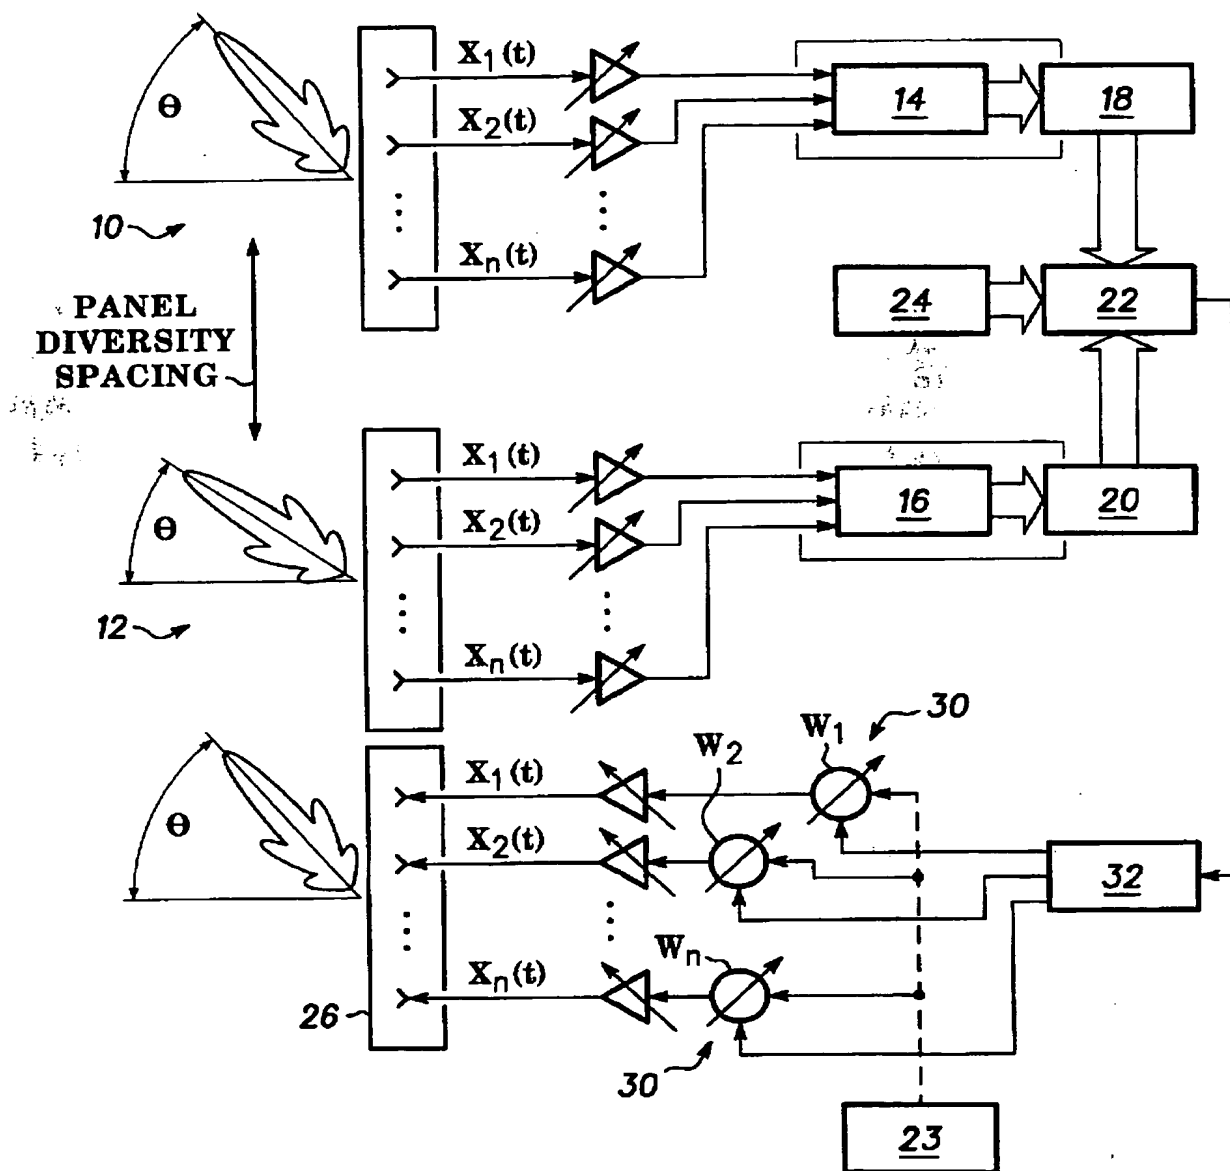 X1(t)
Θ
14
18
X2(t)
10
Xn(t)
PANEL
DIVERSITY
SPACING
24
22
X1(t)
Θ
16
20
X2(t)
12
Xn(t)
W1
30
W2
X1(t)
Θ
X2(t)
32
Wn
Xn(t)
26
30
23